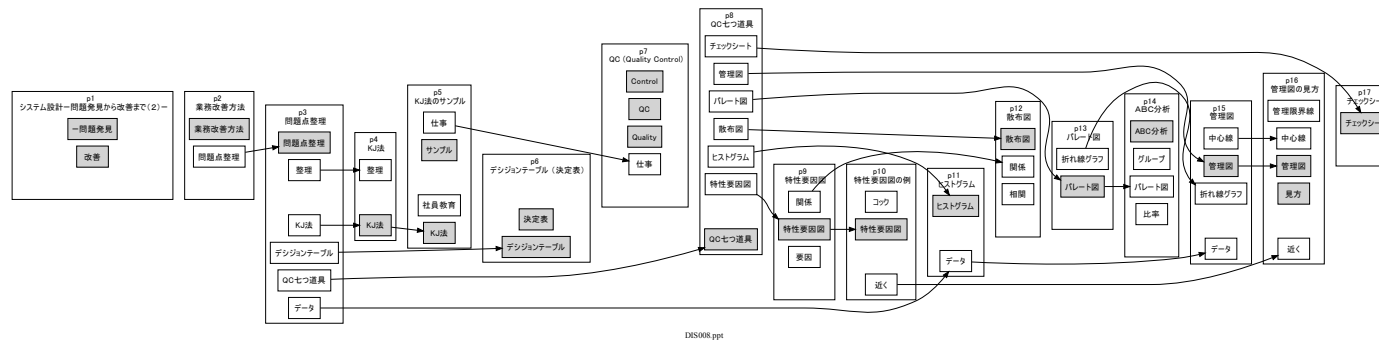 p1
システム設計ー問題発見から改善まで(2)ー
ー問題発見
改善
p2
業務改善方法
業務改善方法
問題点整理
p3
問題点整理
問題点整理
整理
KJ法
デシジョンテーブル
QC七つ道具
データ
p4
KJ法
整理
KJ法
p5
KJ法のサンプル
仕事
サンプル
社員教育
KJ法
p6
デシジョンテーブル(決定表)
決定表
デシジョンテーブル
p7
QC (Quality Control)
Control
QC
Quality
仕事
p8
QC七つ道具
チェックシート
管理図
パレート図
散布図
ヒストグラム
特性要因図
QC七つ道具
p9
特性要因図
関係
特性要因図
要因
p10
特性要因図の例
コック
特性要因図
近く
p11
ヒストグラム
ヒストグラム
データ
p12
散布図
散布図
関係
相関
p13
パレート図
折れ線グラフ
パレート図
p14
ABC分析
ABC分析
グループ
パレート図
比率
p15
管理図
中心線
管理図
折れ線グラフ
データ
p16
管理図の見方
管理限界線
中心線
管理図
見方
近く
p17
チェックシート
チェックシート
DIS008.ppt